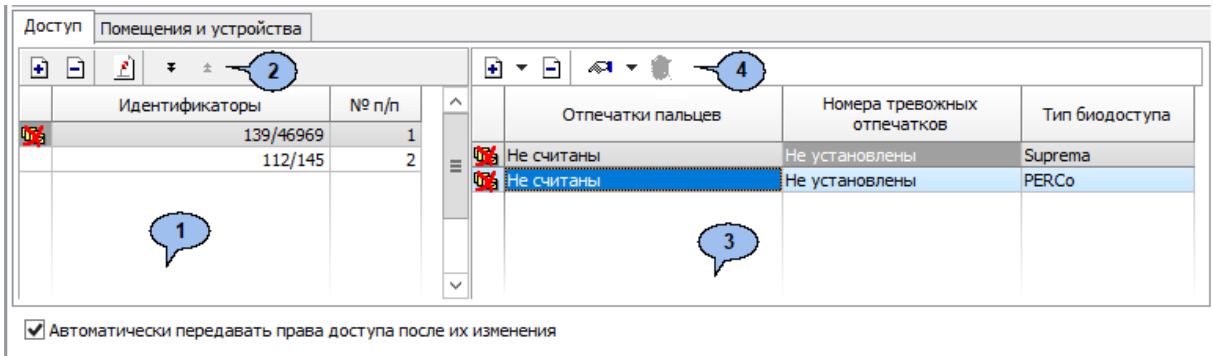 Доступ Помещения и устройства
2
4
Идентификаторы № п/п
Отпечатки пальцев Номера тревожных отпечатков Тип биодоступа
139/46969 1
Не считаны Не установлены Suprema
112/145 2
Не считаны Не установлены PERCo
1
3
Автоматически передавать права доступа после их изменения